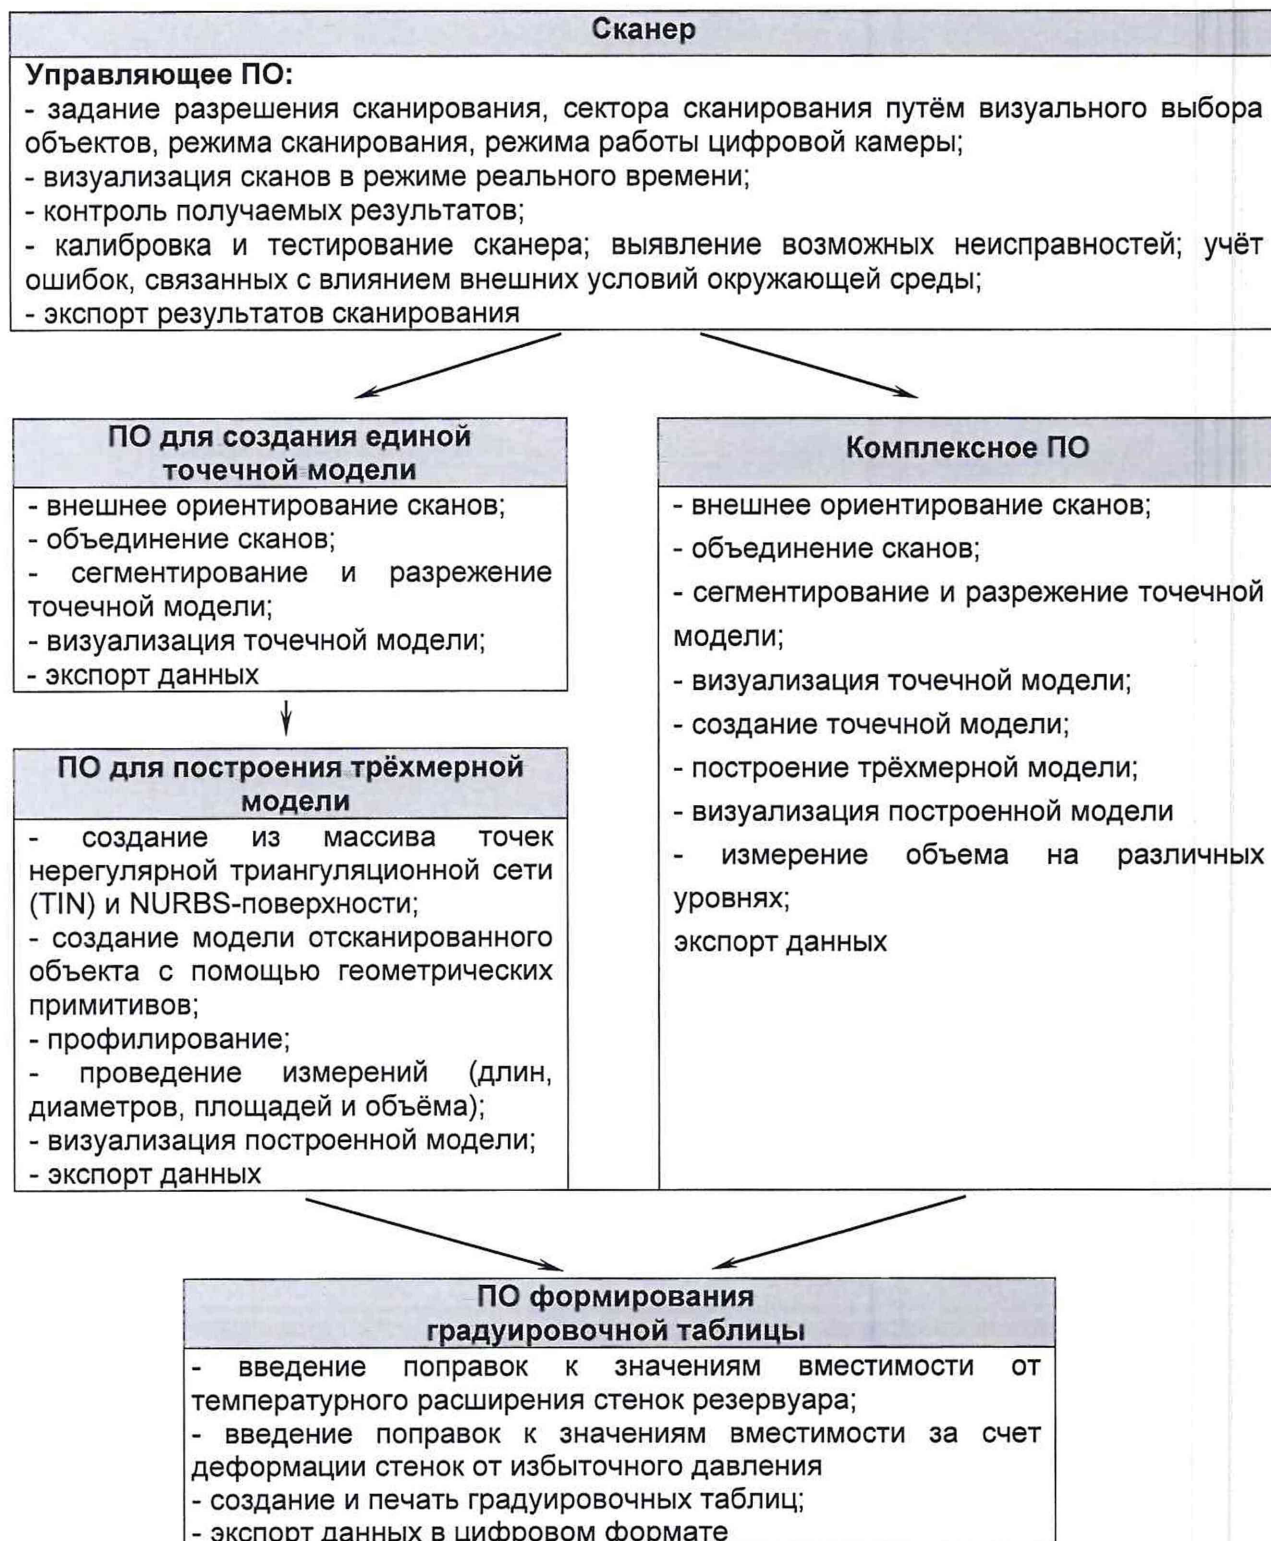 Сканер
Управляющее ПО:
- задание разрешения сканирования, сектора сканирования путём визуального выбора
объектов, режима сканирования, режима работы цифровой камеры;
- визуализация сканов в режиме реального времени;
- контроль получаемых результатов;
- калибровка и тестирование сканера; выявление возможных неисправностей; учёт
ошибок, связанных с влиянием внешних условий окружающей среды;
- экспорт результатов сканирования
ПО для создания единой
точечной модели
- внешнее ориентирование сканов;
- объединение сканов;
- сегментирование и разрежение
точечной модели;
- визуализация точечной модели;
- экспорт данных
ПО для построения трёхмерной
модели
- создание из массива точек
нерегулярной триангуляционной сети
(TIN) и NURBS-поверхности;
- создание модели отсканированного
объекта с помощью геометрических
примитивов;
- профилирование;
- проведение измерений (длин,
диаметров, площадей и объёма);
- визуализация построенной модели;
- экспорт данных
Комплексное ПО
- внешнее ориентирование сканов;
- объединение сканов;
- сегментирование и разрежение точечной
модели;
- визуализация точечной модели;
- создание точечной модели;
- построение трёхмерной модели;
- визуализация построенной модели
- измерение объема на различных
уровнях;
экспорт данных
ПО формирования
градуировочной таблицы
- введение поправок к значениям вместимости от
температурного расширения стенок резервуара;
- введение поправок к значениям вместимости за счет
деформации стенок от избыточного давления
- создание и печать градуировочных таблиц;
- экспорт данных в цифровом формате